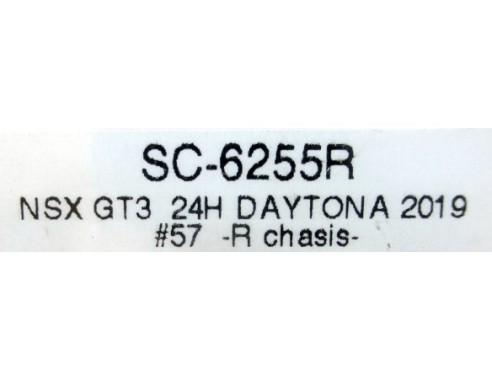 SC-6255R
NSX GT3 24H DAYTONA 2019
#57 -R chasis-